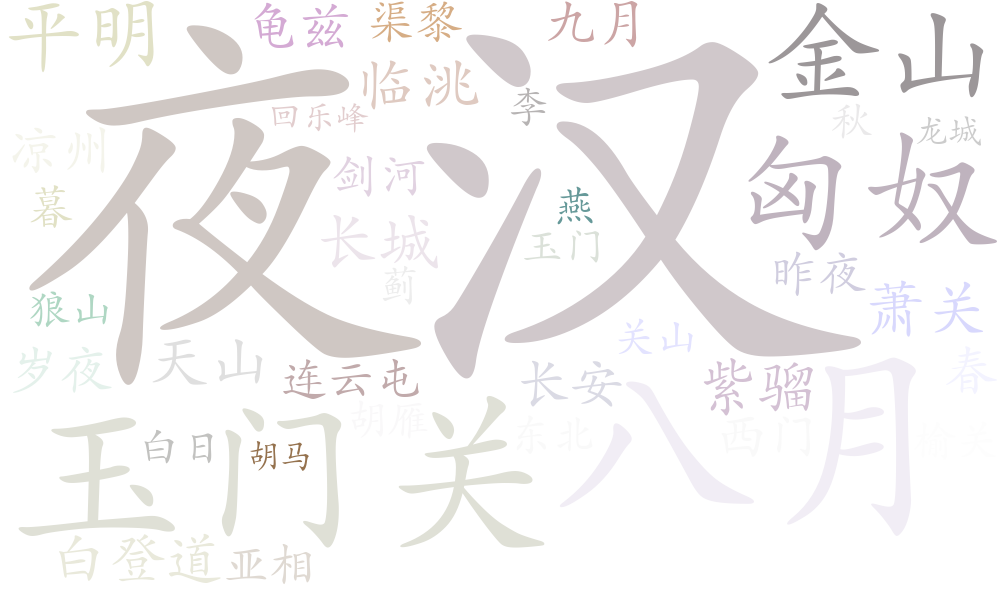 平明
龟兹
渠黎
九月
金山
夜
汉
临洮
李
回乐峰
秋
龙城
凉州
剑河
匈奴
暮
燕
长城
玉门
蓟
昨夜
狼山
萧关
关山
岁夜
天山
连云屯
长安
紫骝
春
八月
胡雁
东北
西门
玉门关
白日
胡马
白登道
亚相